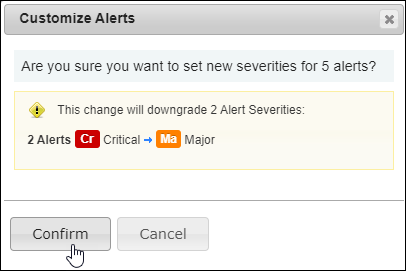 Customize Alerts
Are you sure you want to set new severities for 5 alerts?
This change will downgrade 2 Alert Severities:
2 Alerts Cr Critical → Ma Major
Confirm Cancel